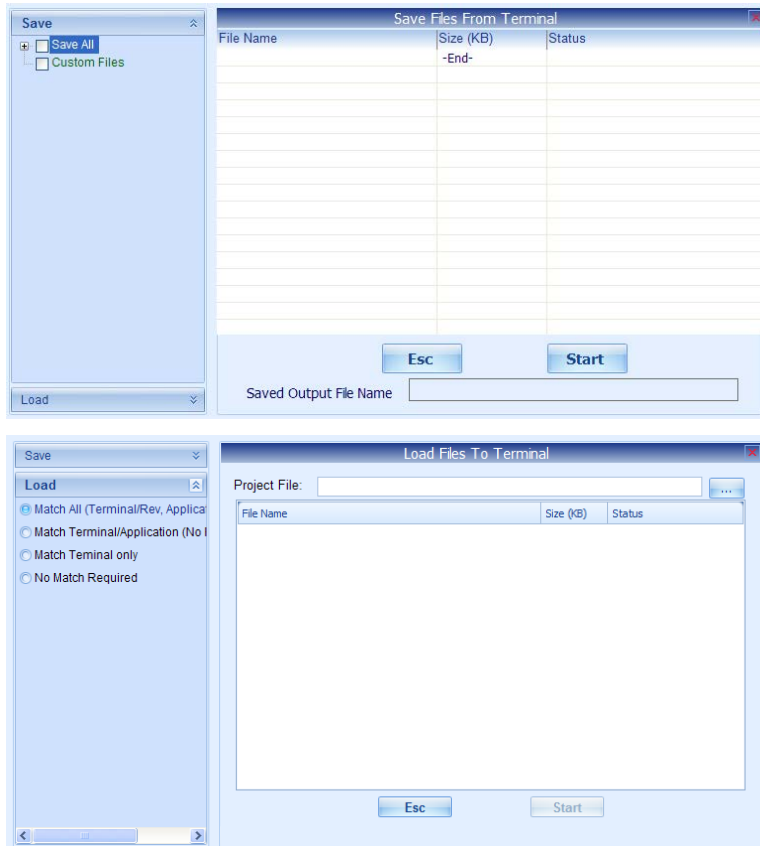 Save
Save All
Custom Files
Load
Save Files From Terminal
File Name Size (KB) Status
-End-
Esc Start
Saved Output File Name
Save
Load
Match All (Terminal/Rev, Applica
Match Terminal/Application (No
Match Teminal only
No Match Required
Load Files To Terminal
Project File: ...
File Name Size (KB) Status
Esc Start